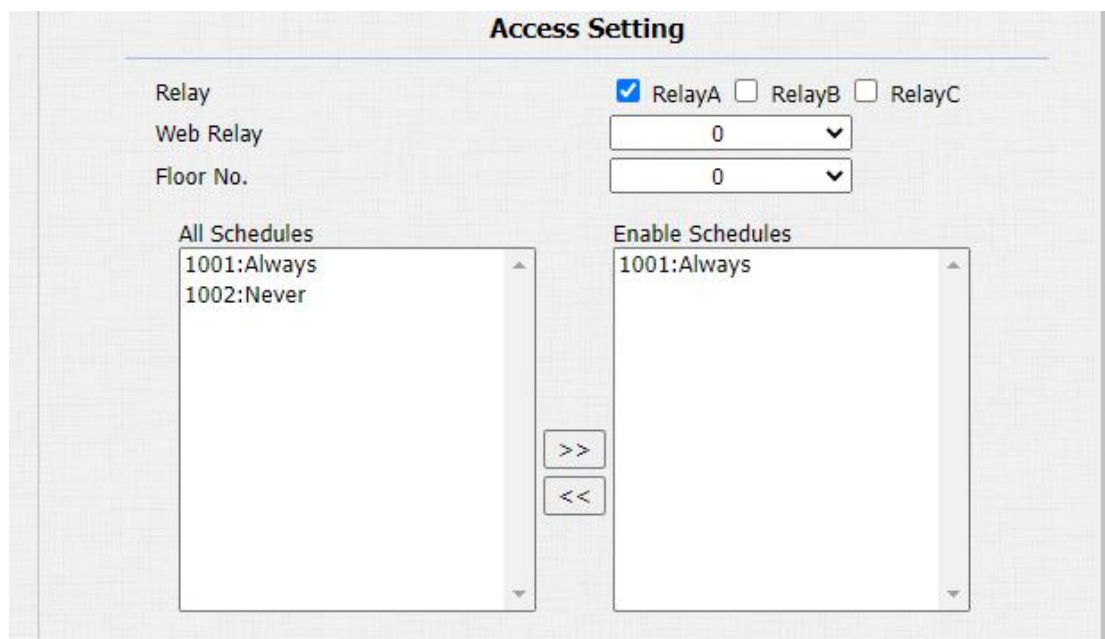 Access Setting
Relay RelayA RelayB RelayC
Web Relay 0
Floor No. 0
All Schedules Enable Schedules
1001:Always 1001:Always
1002:Never
>>
<<